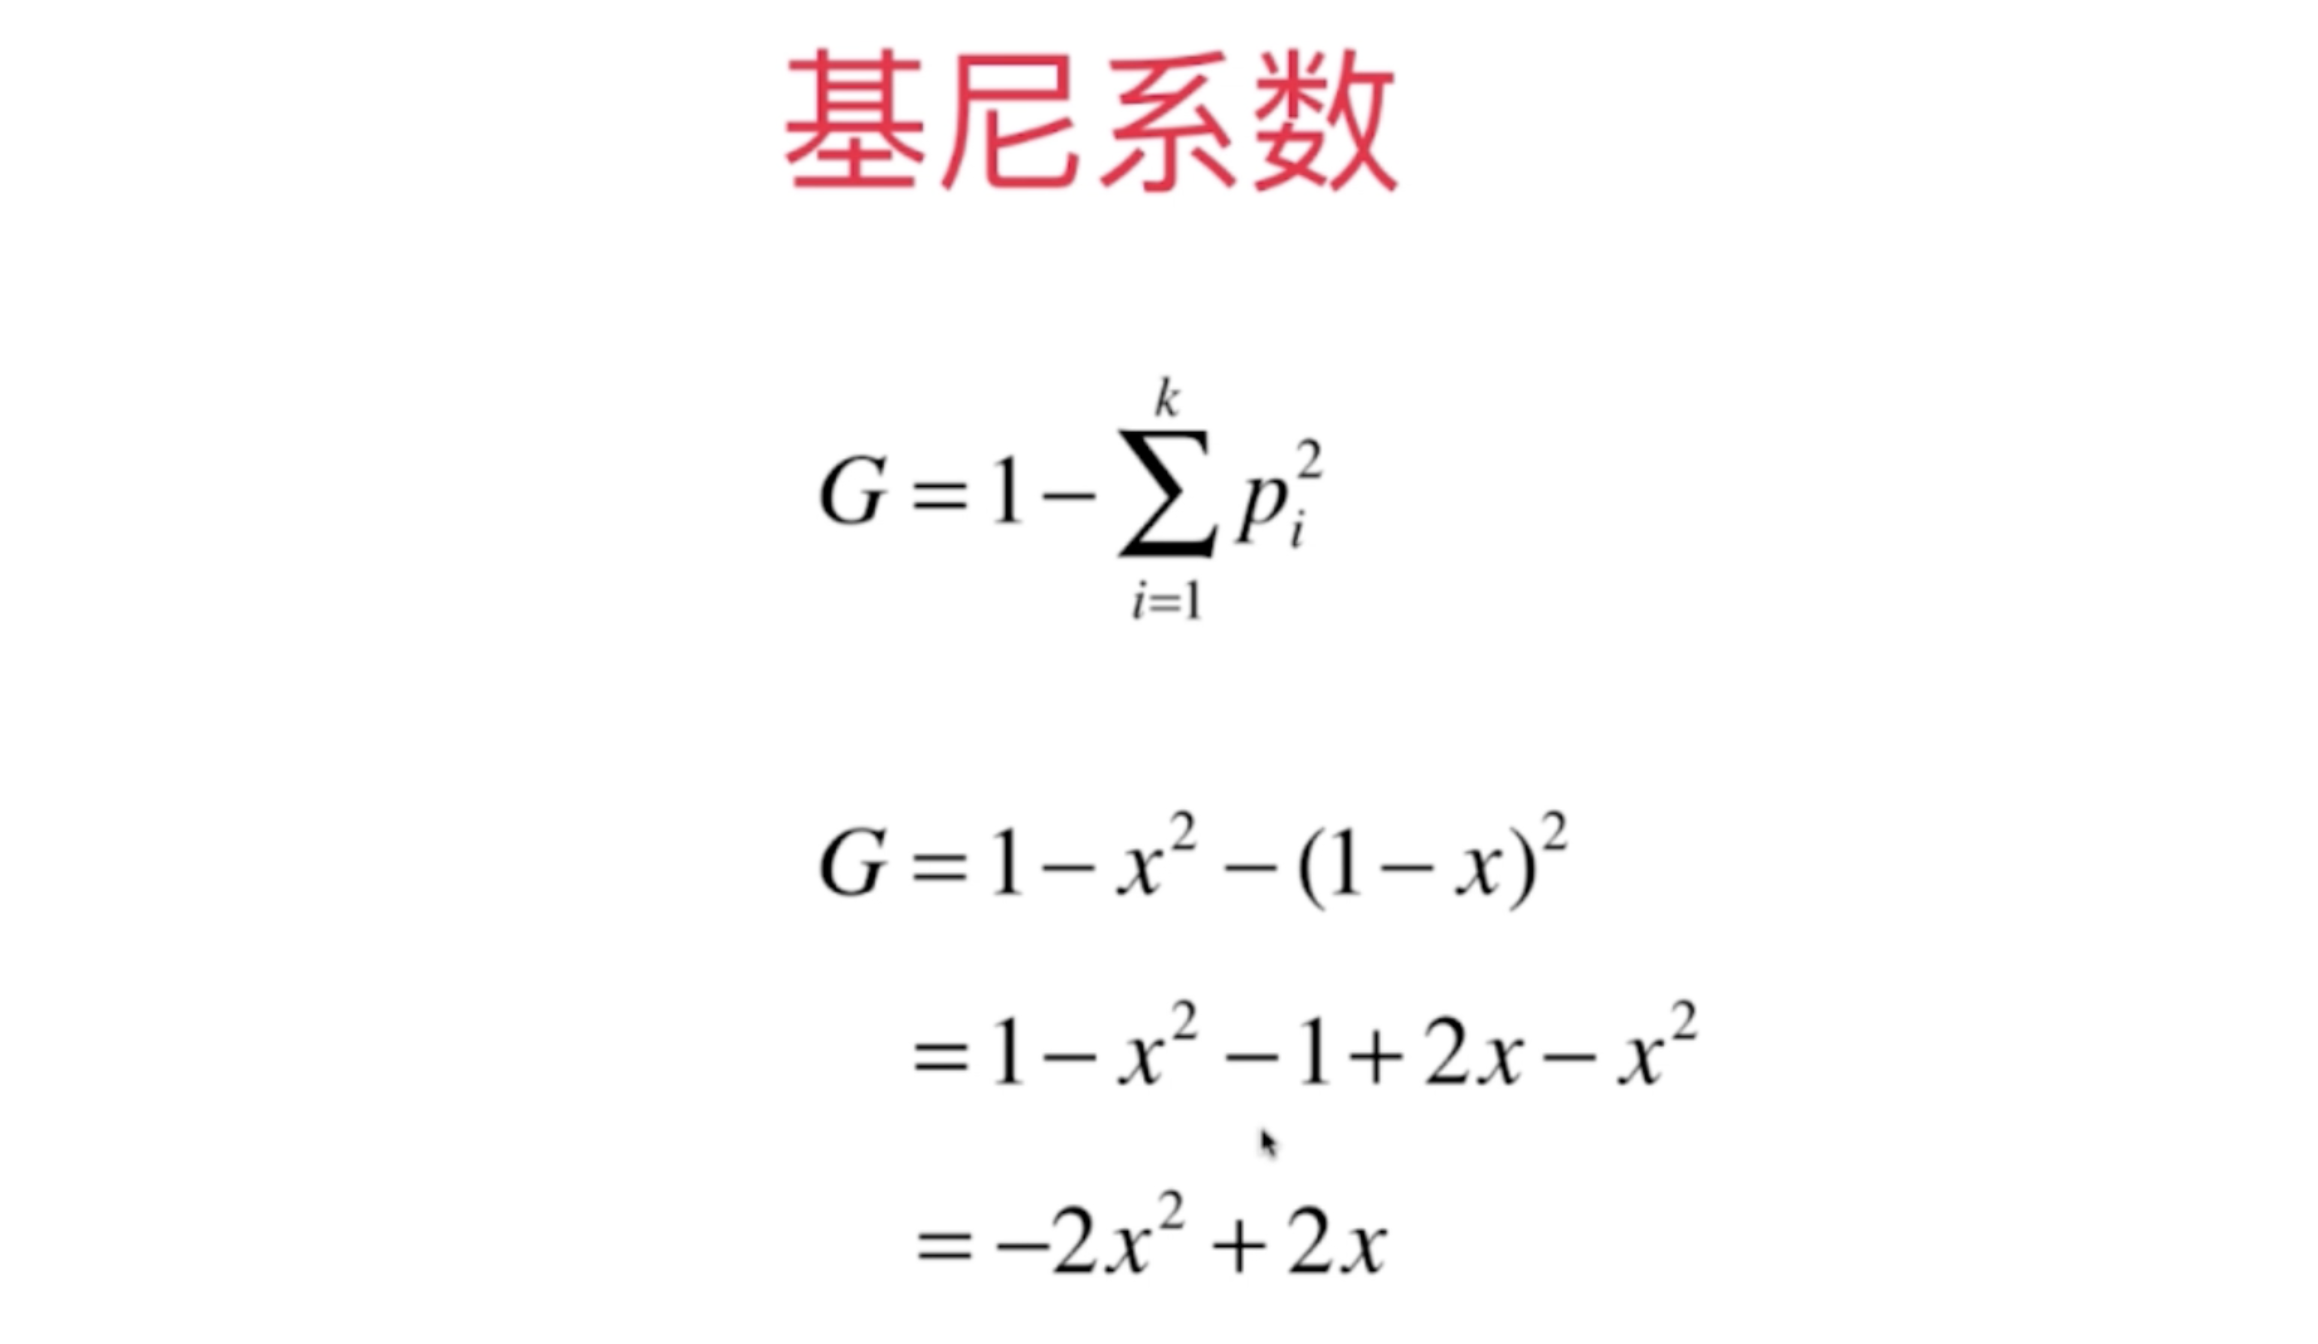 基尼系数
$G = 1 - \sum_{i=1}^{k} p_i^2$
$G = 1 - x^2 - (1 - x)^2$
$= 1 - x^2 - 1 + 2x - x^2$
$= -2x^2 + 2x$